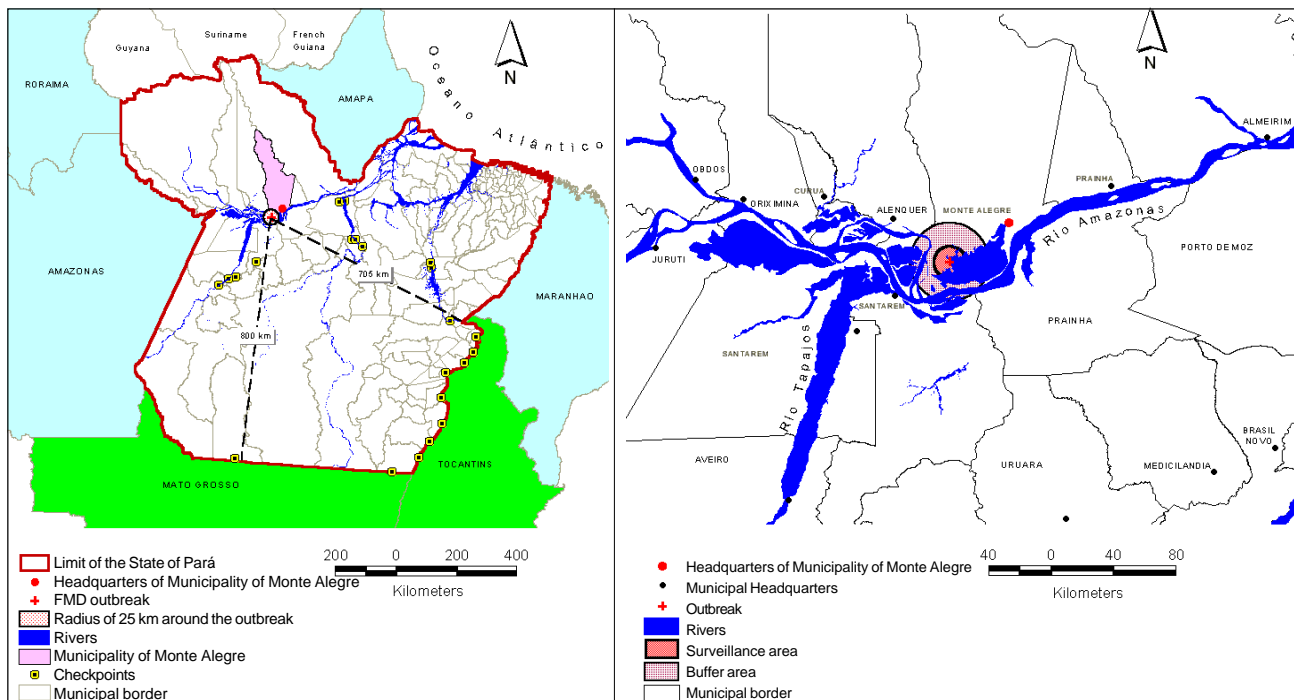 Suriname
French
Guiana
Guyana
N
RORAIMA
AMAPA
Oceano Atlântico
AMAZONAS
705 km
MARANHAO
800 km
TOCANTINS
MATO GROSSO
Limit of the State of Pará
Headquarters of Municipality of Monte Alegre
FMD outbreak
Radius of 25 km around the outbreak
Rivers
Municipality of Monte Alegre
Checkpoints
Municipal border
200 0 200 400
Kilometers
N
ALMEIRIM
OBDOS
CURUA
PRAINHA
ORIXIMINA
ALENQUER
MONTE ALEGRE
Rio Amazonas
JURUTI
PORTO DE MOZ
SANTAREM
PRAINHA
SANTAREM
Rio Tapajos
BRASIL
NOVO
AVEIRO
URUARA
MEDICILANDIA
Headquarters of Municipality of Monte Alegre
Municipal Headquarters
Outbreak
Rivers
Surveillance area
Buffer area
Municipal border
40 0 40 80
Kilometers